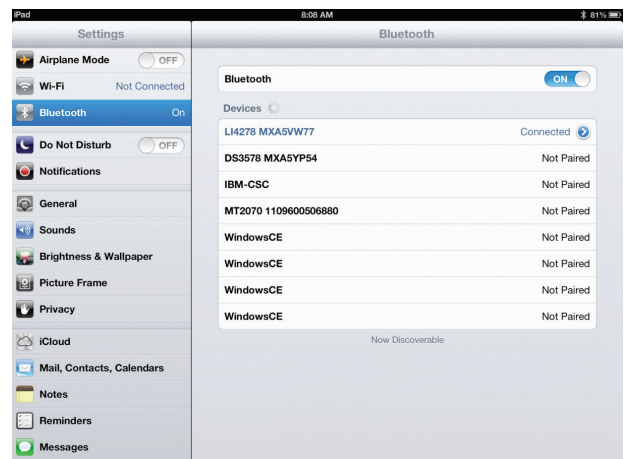 iPad 8:08 AM 81%
Settings
Airplane Mode OFF
Wi-Fi Not Connected
Bluetooth On
Do Not Disturb OFF
Notifications
General
Sounds
Brightness & Wallpaper
Picture Frame
Privacy
iCloud
Mail, Contacts, Calendars
Notes
Reminders
Messages
Bluetooth
Bluetooth ON
Devices
LI4278 MXA5VW77 Connected
DS3578 MXA5YP54 Not Paired
IBM-CSC Not Paired
MT2070 1109600506880 Not Paired
WindowsCE Not Paired
WindowsCE Not Paired
WindowsCE Not Paired
WindowsCE Not Paired
Now Discoverable